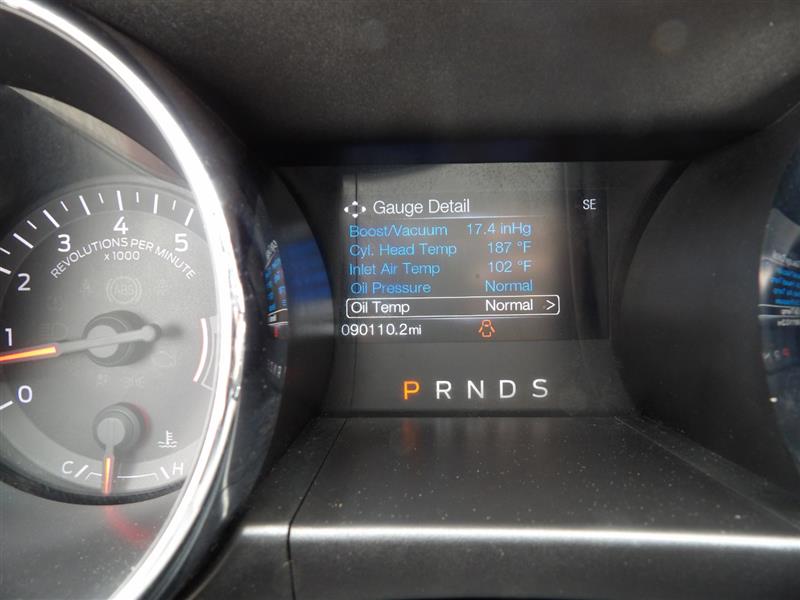 Gauge Detail SE
Boost/Vacuum 17.4 inHg
Cyl. Head Temp 187 °F
Inlet Air Temp 102 °F
Oil Pressure Normal
Oil Temp Normal >
090110.2mi
P R N D S
0 1 2 3 4 5
REVOLUTIONS PER MINUTE
x 1000
ABS
C H